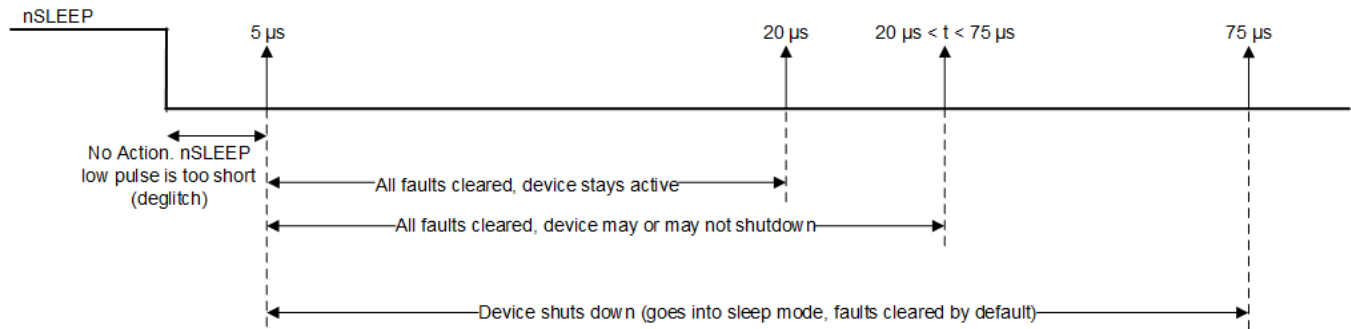 nSLEEP
5 µs
20 µs
20 µs < t < 75 µs
75 µs
No Action. nSLEEP
low pulse is too short
(deglitch)
All faults cleared, device stays active
All faults cleared, device may or may not shutdown
Device shuts down (goes into sleep mode, faults cleared by default)